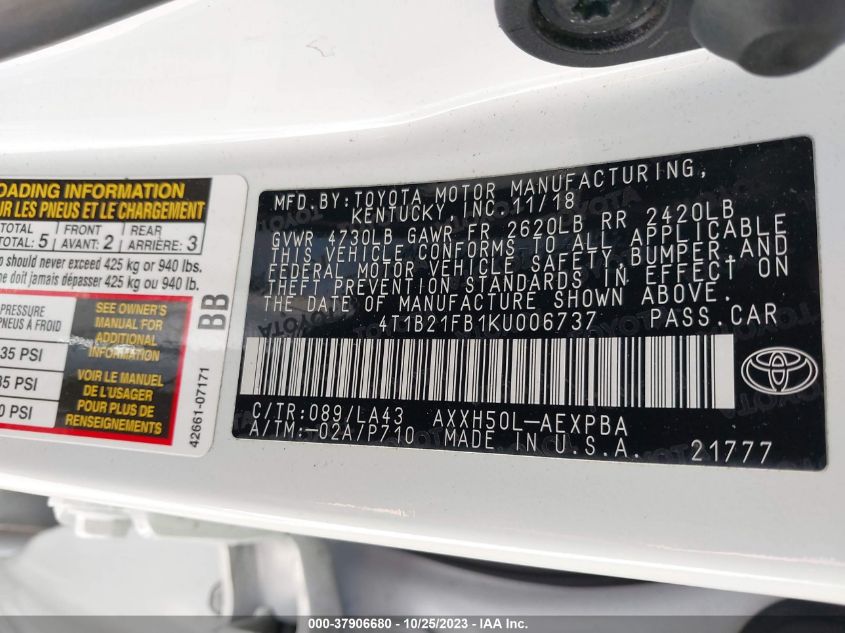 OADING INFORMATION
UR LES PNEUS ET LE CHARGEMENT
TOTAL FRONT REAR
TOTAL: 5 AVANT: 2 ARRIÈRE: 3
o should never exceed 425 kg or 940 lbs.
ne doit jamais dépasser 425 kg ou 940 lb.
PRESSURE
PNEUS À FROID
35 PSI
35 PSI
0 PSI
SEE OWNER'S
MANUAL FOR
ADDITIONAL
INFORMATION
VOIR LE MANUEL
DE L'USAGER
POUR PLUS DE
RENSEIGNEMENTS
BB
42661-07171
MFD.BY:TOYOTA MOTOR MANUFACTURING,
KENTUCKY, INC. 11/18
GVWR 4730LB GAWR FR 2620LB RR 2420LB
THIS VEHICLE CONFORMS TO ALL APPLICABLE
FEDERAL MOTOR VEHICLE SAFETY, BUMPER, AND
THEFT PREVENTION STANDARDS IN EFFECT ON
THE DATE OF MANUFACTURE SHOWN ABOVE.
4T1B21FB1KU006737 PASS.CAR
C/TR:089/LA43 AXXH50L-AEXPBA
A/TM:-02A/P710 MADE IN U.S.A. 21777
000-37906680 - 10/25/2023 - IAA Inc.